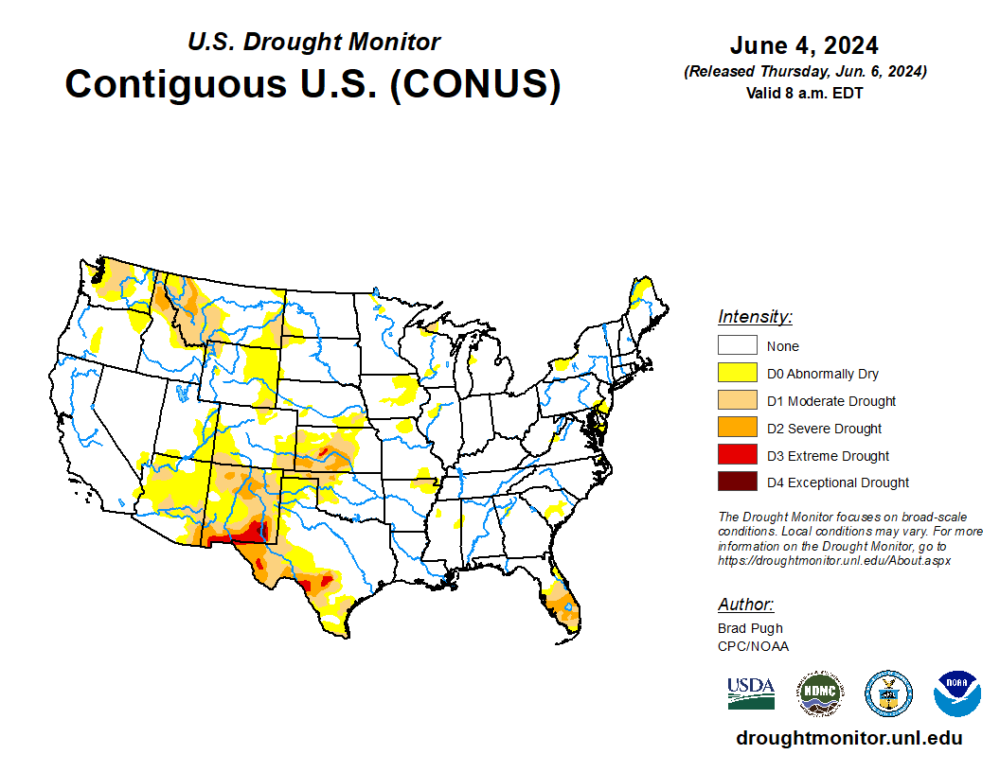 U.S. Drought Monitor
Contiguous U.S. (CONUS)
June 4, 2024
(Released Thursday, Jun. 6, 2024)
Valid 8 a.m. EDT
Intensity:
None
D0 Abnormally Dry
D1 Moderate Drought
D2 Severe Drought
D3 Extreme Drought
D4 Exceptional Drought
The Drought Monitor focuses on broad-scale
conditions. Local conditions may vary. For more
information on the Drought Monitor, go to
https://droughtmonitor.unl.edu/About.aspx
Author:
Brad Pugh
CPC/NOAA
USDA
NDMC
NOAA
droughtmonitor.unl.edu